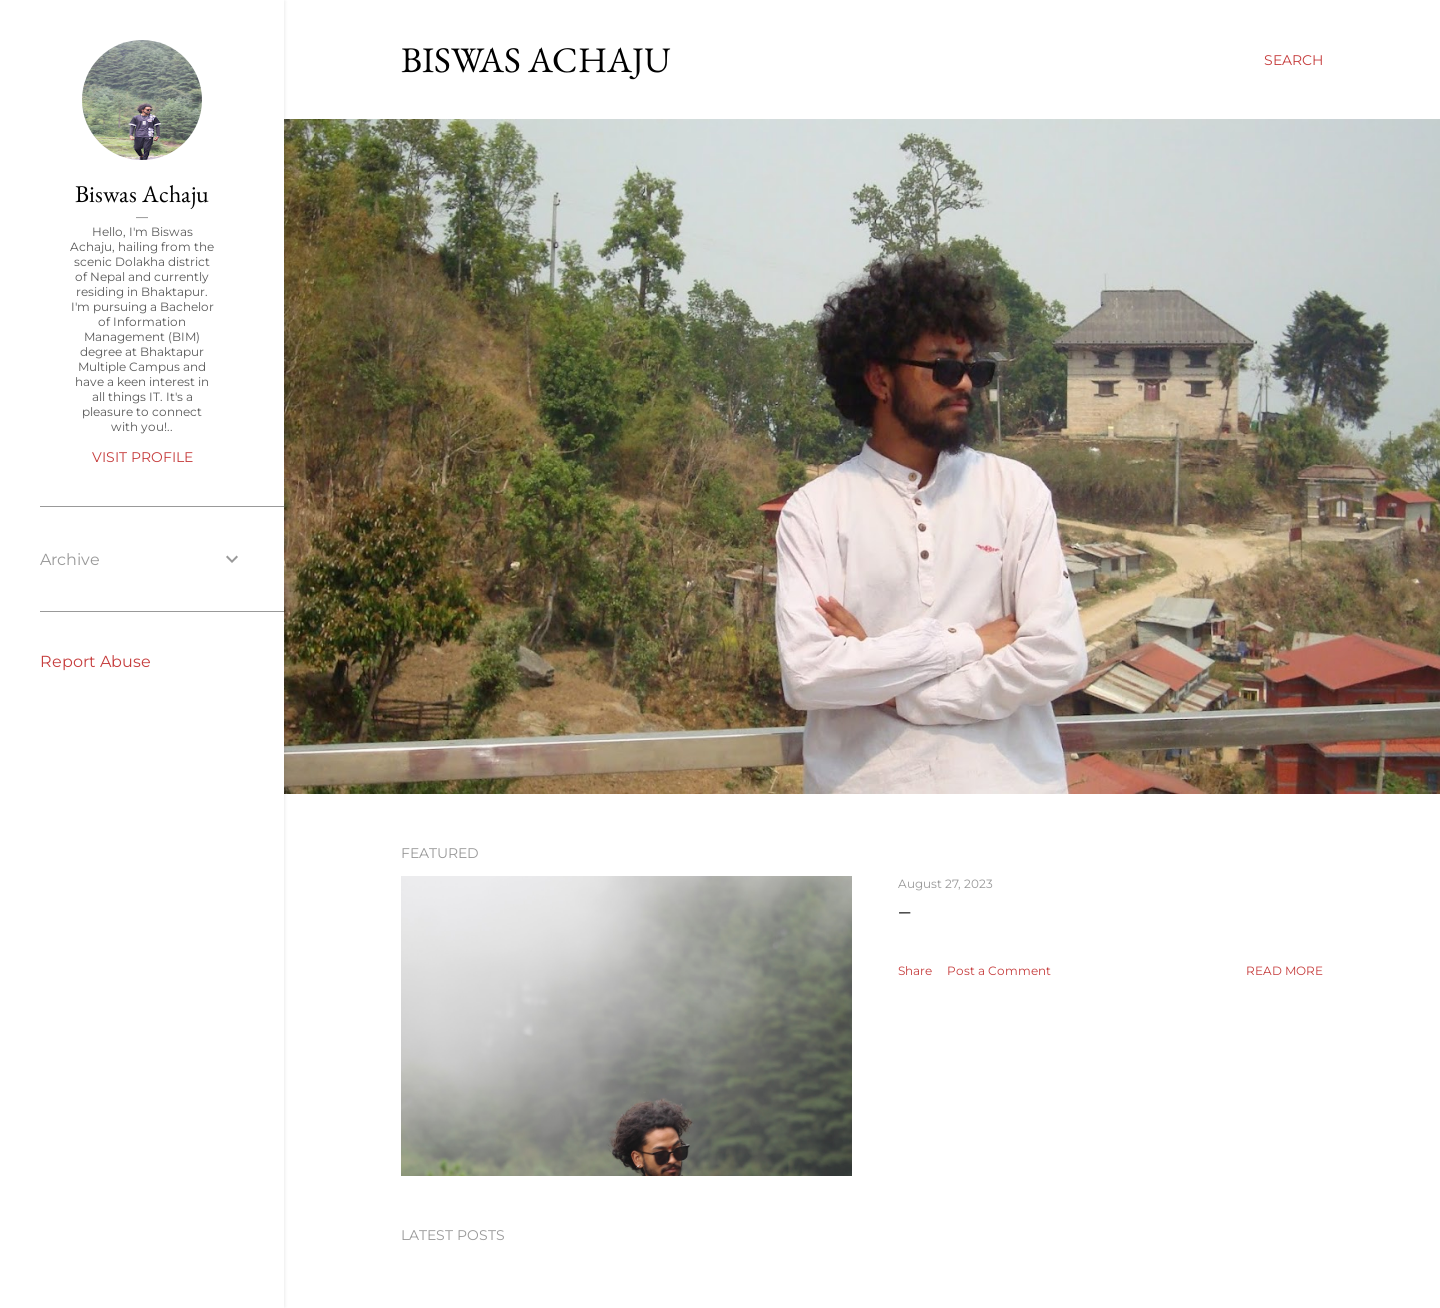 Biswas Achaju
Hello, I'm Biswas
Achaju, hailing from the
scenic Dolakha district
of Nepal and currently
residing in Bhaktapur.
I'm pursuing a Bachelor
of Information
Management (BIM)
degree at Bhaktapur
Multiple Campus and
have a keen interest in
all things IT. It's a
pleasure to connect
with you!..
VISIT PROFILE
Archive
Report Abuse
BISWAS ACHAJU
SEARCH
FEATURED
August 27, 2023
Share Post a Comment READ MORE
LATEST POSTS